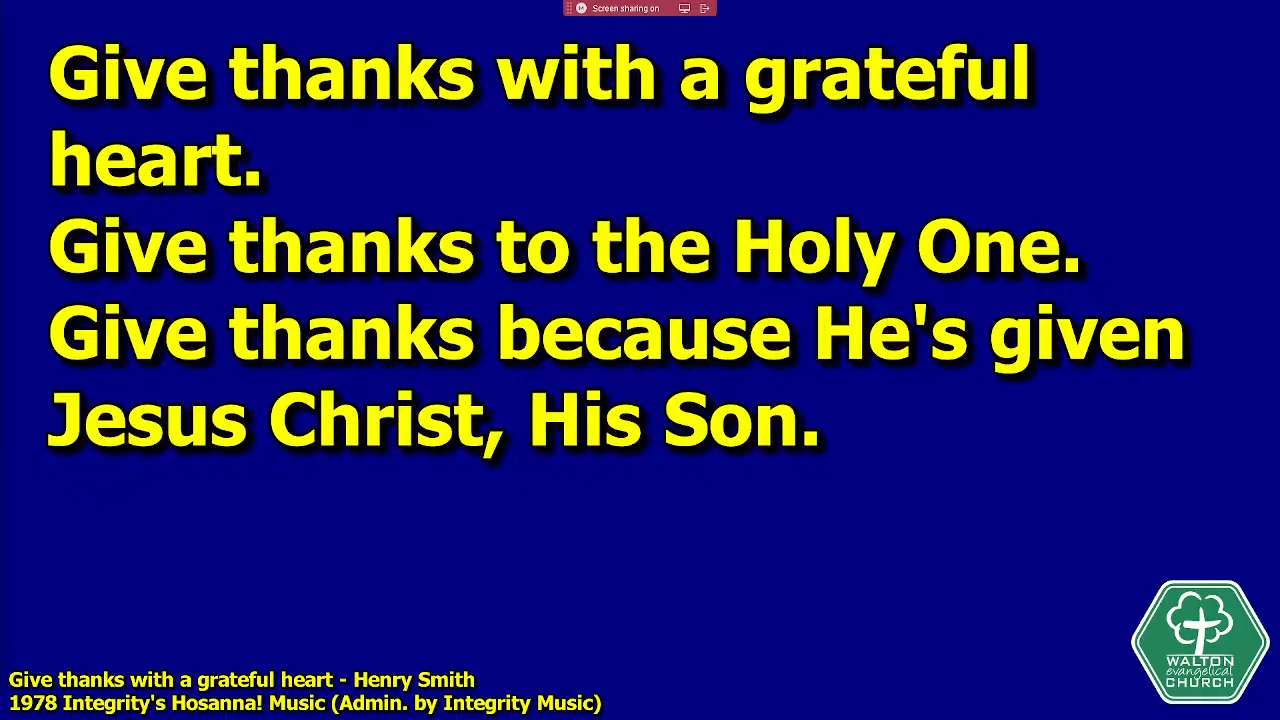 Screen sharing on
Give thanks with a grateful
heart.
Give thanks to the Holy One.
Give thanks because He's given
Jesus Christ, His Son.
WALTON
evangelical
CHURCH
Give thanks with a grateful heart - Henry Smith
1978 Integrity's Hosanna! Music (Admin. by Integrity Music)